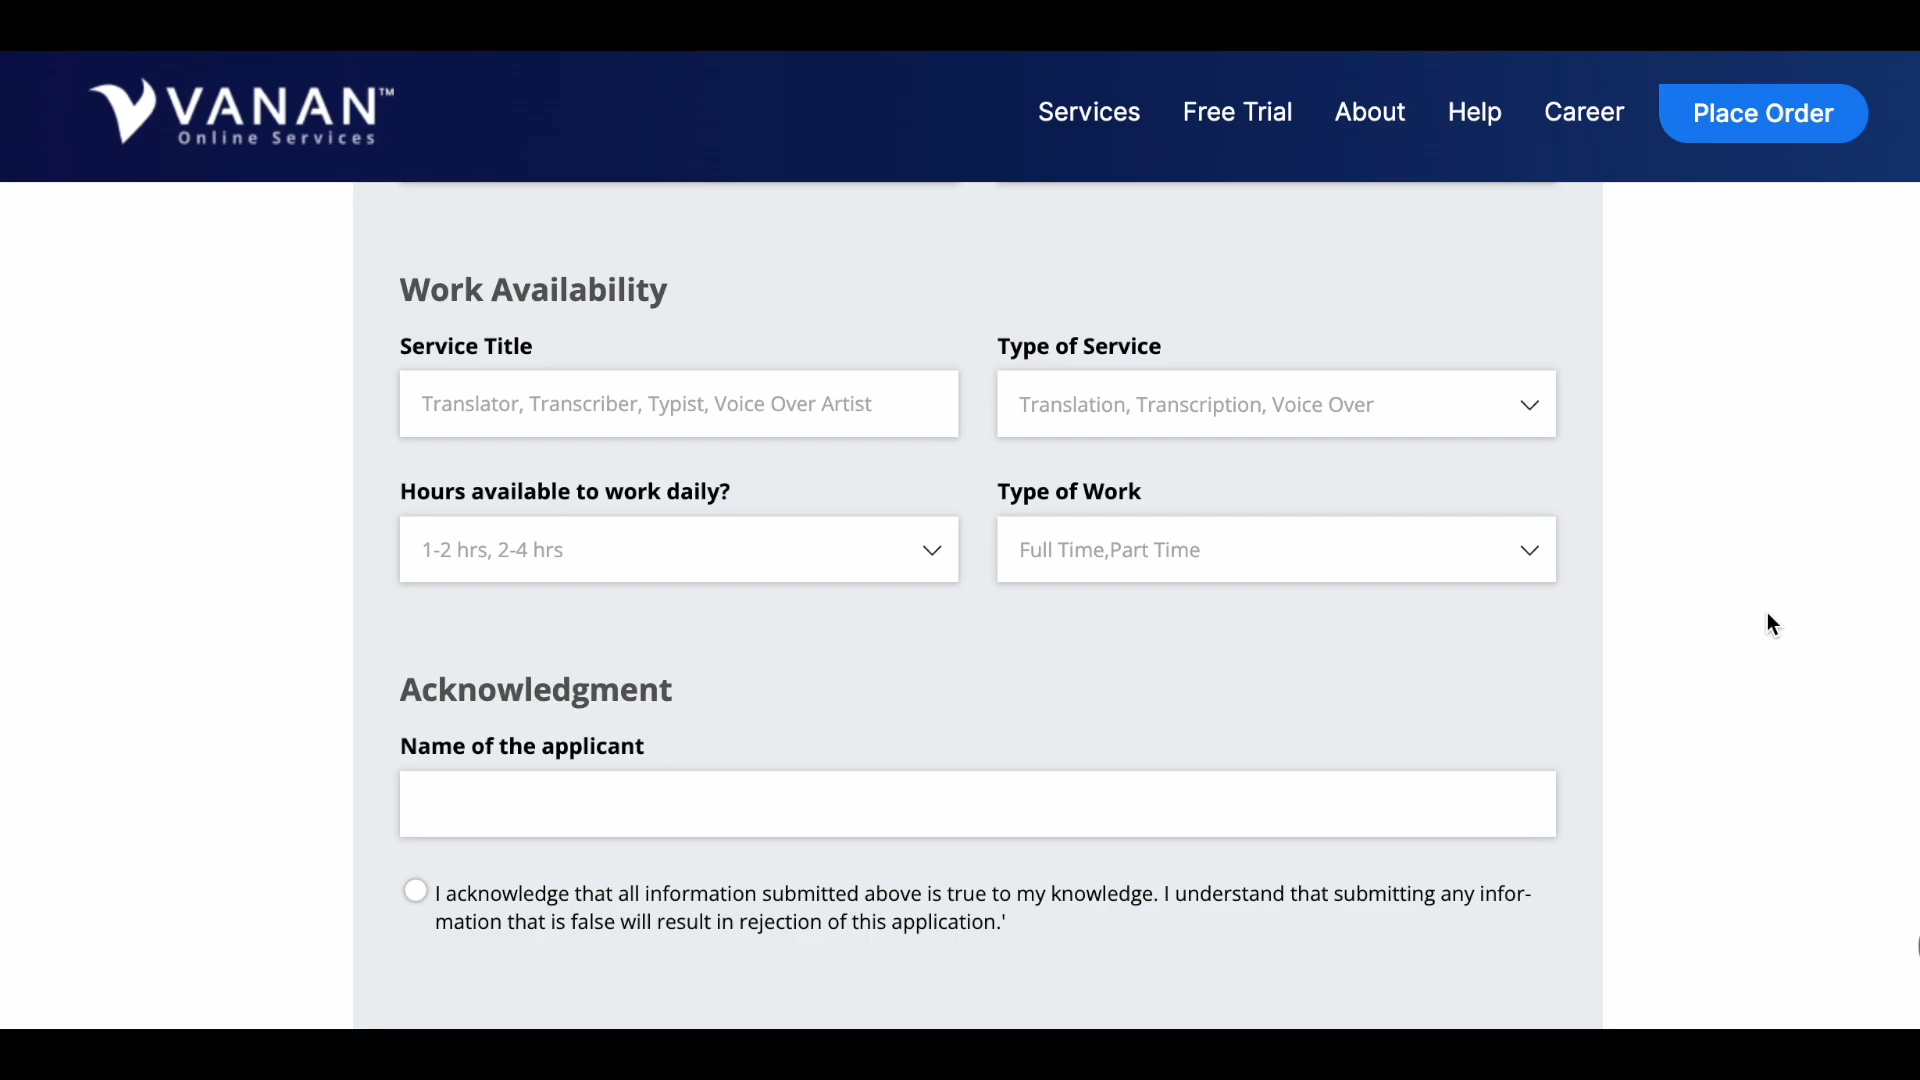 VANAN™
Online Services
Services Free Trial About Help Career Place Order
Work Availability
Service Title Type of Service
Translator, Transcriber, Typist, Voice Over Artist Translation, Transcription, Voice Over
Hours available to work daily? Type of Work
1-2 hrs, 2-4 hrs Full Time,Part Time
Acknowledgment
Name of the applicant
I acknowledge that all information submitted above is true to my knowledge. I understand that submitting any infor-
mation that is false will result in rejection of this application.'